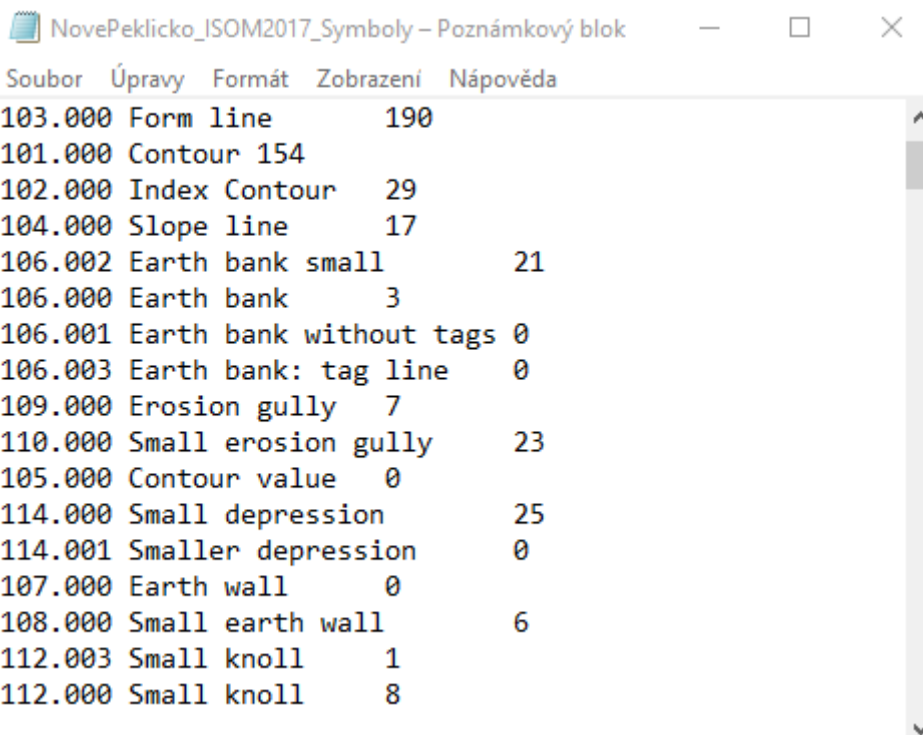 NovePeklicko_ISOM2017_Symboly – Poznámkový blok
Soubor Úpravy Formát Zobrazení Nápověda
103.000 Form line 190
101.000 Contour 154
102.000 Index Contour 29
104.000 Slope line 17
106.002 Earth bank small 21
106.000 Earth bank 3
106.001 Earth bank without tags 0
106.003 Earth bank: tag line 0
109.000 Erosion gully 7
110.000 Small erosion gully 23
105.000 Contour value 0
114.000 Small depression 25
114.001 Smaller depression 0
107.000 Earth wall 0
108.000 Small earth wall 6
112.003 Small knoll 1
112.000 Small knoll 8